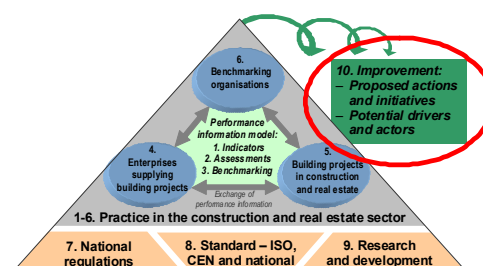 6.
Benchmarking
organisations
10. Improvement:
– Proposed actions
and initiatives
– Potential drivers
and actors
Performance
information model:
1. Indicators
2. Assessments
3. Benchmarking
4.
Enterprises
supplying
building projects
5.
Building projects
in construction
and real estate
Exchange of
performance information
1-6. Practice in the construction and real estate sector
7. National
regulations
8. Standard – ISO,
CEN and national
9. Research
and development